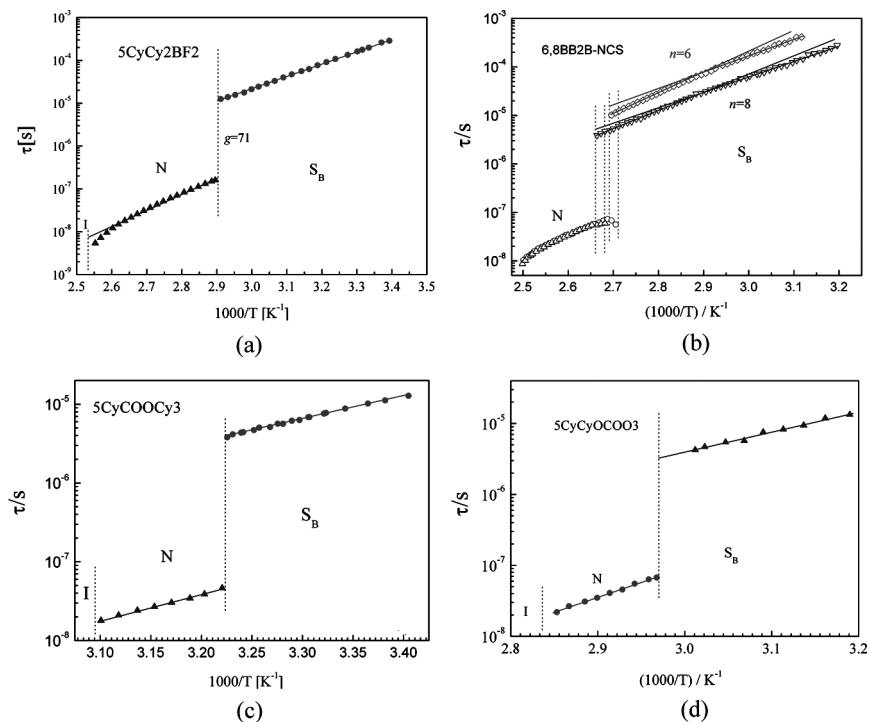 10⁻³
10⁻⁴
10⁻⁵
10⁻⁶
10⁻⁷
10⁻⁸
10⁻⁹
τ[s]
5CyCy2BF2
g=71
N
I
S_B
2.5 2.6 2.7 2.8 2.9 3.0 3.1 3.2 3.3 3.4 3.5
1000/T [K⁻¹]
(a)
10⁻³
10⁻⁴
10⁻⁵
10⁻⁶
10⁻⁷
10⁻⁸
τ/s
6,8BB2B-NCS
n=6
n=8
N
S_B
2.5 2.6 2.7 2.8 2.9 3.0 3.1 3.2
(1000/T) / K⁻¹
(b)
10⁻⁵
10⁻⁶
10⁻⁷
10⁻⁸
τ/s
5CyCOOCy3
S_B
N
I
3.10 3.15 3.20 3.25 3.30 3.35 3.40
1000/T [K⁻¹]
(c)
10⁻⁵
10⁻⁶
10⁻⁷
10⁻⁸
τ/s
5CyCyOCOO3
S_B
N
I
2.8 2.9 3.0 3.1 3.2
(1000/T) / K⁻¹
(d)